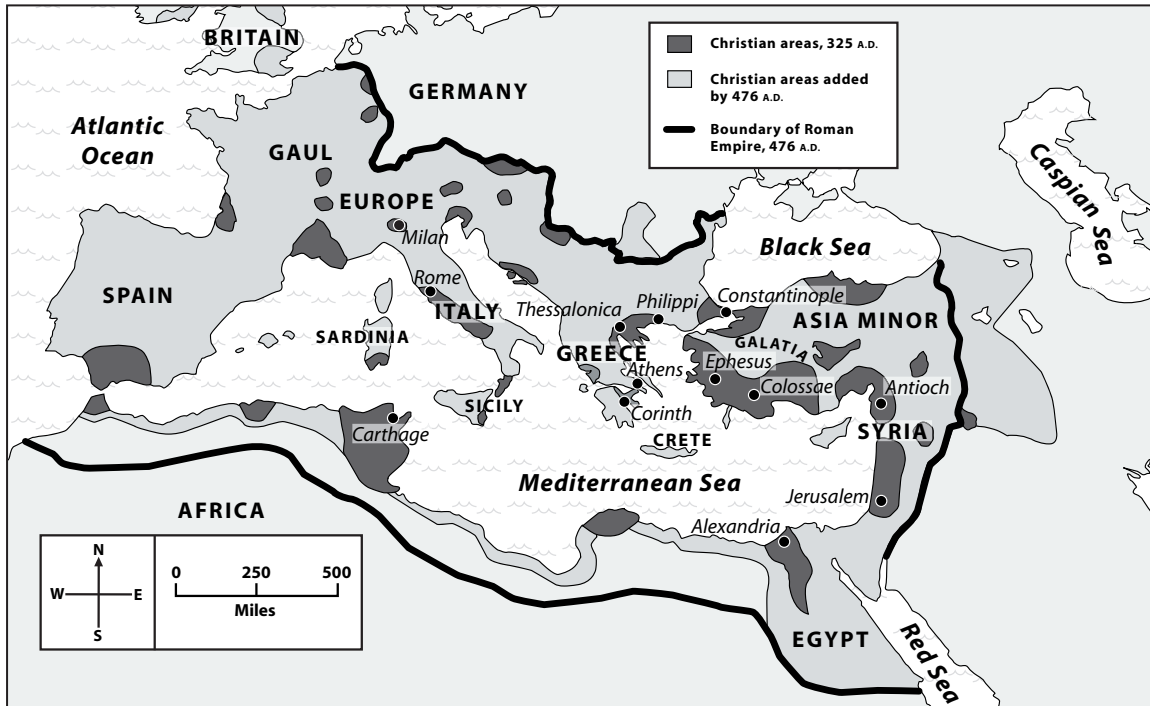 BRITAIN
Christian areas, 325 A.D.
Christian areas added
by 476 A.D.
Boundary of Roman
Empire, 476 A.D.
GERMANY
Atlantic
Ocean
GAUL
EUROPE
Milan
Caspian Sea
Black Sea
SPAIN
Rome
ITALY
Thessalonica
Philippi
Constantinople
ASIA MINOR
SARDINIA
GALATIA
GREECE
Ephesus
Athens
Colossae
Antioch
SICILY
Corinth
Carthage
CRETE
SYRIA
Mediterranean Sea
Jerusalem
AFRICA
Alexandria
N
W E
S
0 250 500
Miles
EGYPT
Red Sea